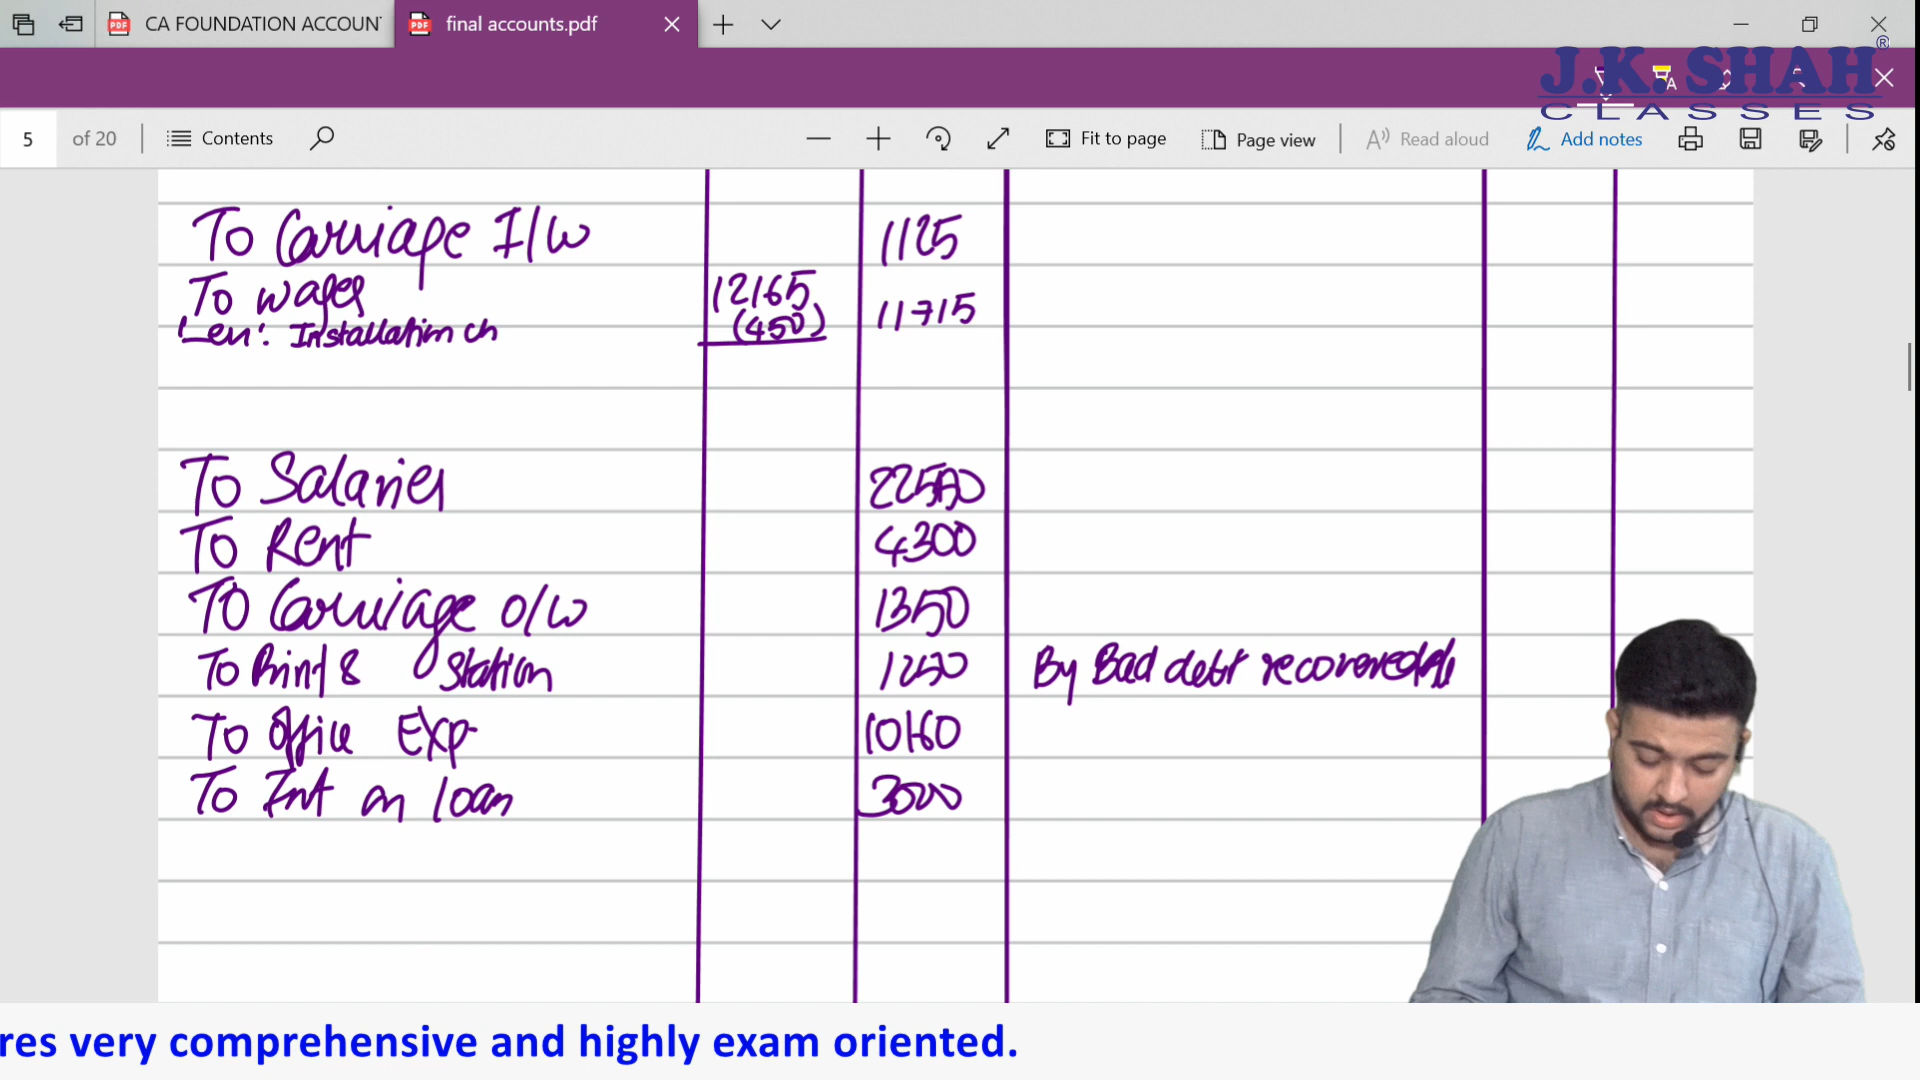 CA FOUNDATION ACCOUN
final accounts.pdf
J.K. SHAH®
CLASSES
5 of 20
Contents
Fit to page
Page view
Read aloud
Add notes
To Carriage I/W 1125
To wages 12165 11715
Less: Installation ch (450)
To Salaries 22500
To Rent 4300
To Carriage O/W 1350
To Print & Station 1250 By Bad debt recovered
To Office Exp 10160
To Int on loan 3000
res very comprehensive and highly exam oriented.